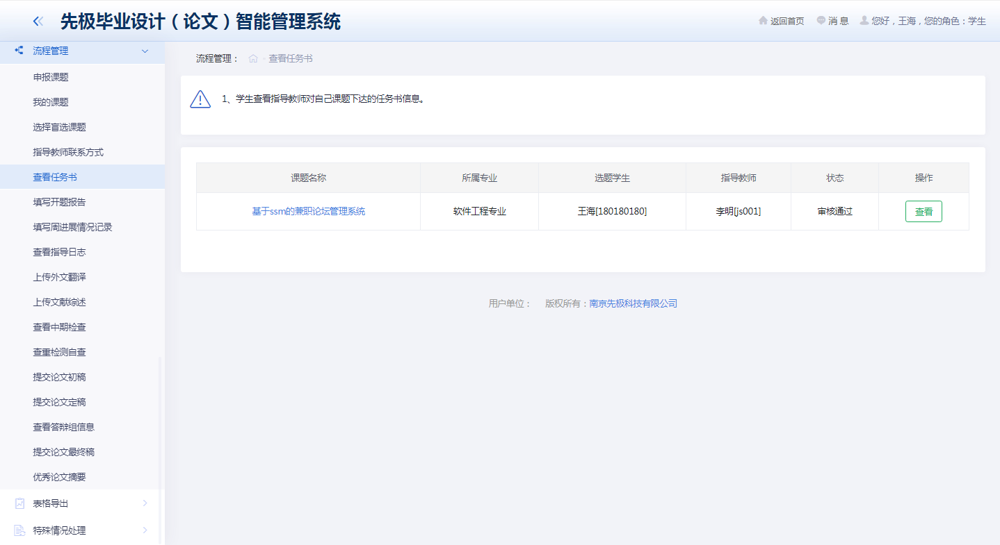 先极毕业设计（论文）智能管理系统
返回首页 消 息 您好，王海，您的角色：学生
流程管理
申报课题
我的课题
选择盲选课题
指导教师联系方式
查看任务书
填写开题报告
填写周进展情况记录
查看指导日志
上传外文翻译
上传文献综述
查看中期检查
查重检测自查
提交论文初稿
提交论文定稿
查看答辩组信息
提交论文最终稿
优秀论文摘要
表格导出
特殊情况处理
流程管理： - 查看任务书
1、学生查看指导教师对自己课题下达的任务书信息。
课题名称 所属专业 选题学生 指导教师 状态 操作
基于ssm的兼职论坛管理系统 软件工程专业 王海[180180180] 李明[js001] 审核通过 查看
用户单位： 版权所有：南京先极科技有限公司